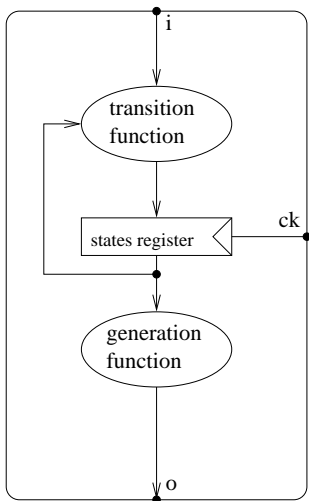 i
transition
function
ck
states register
generation
function
o